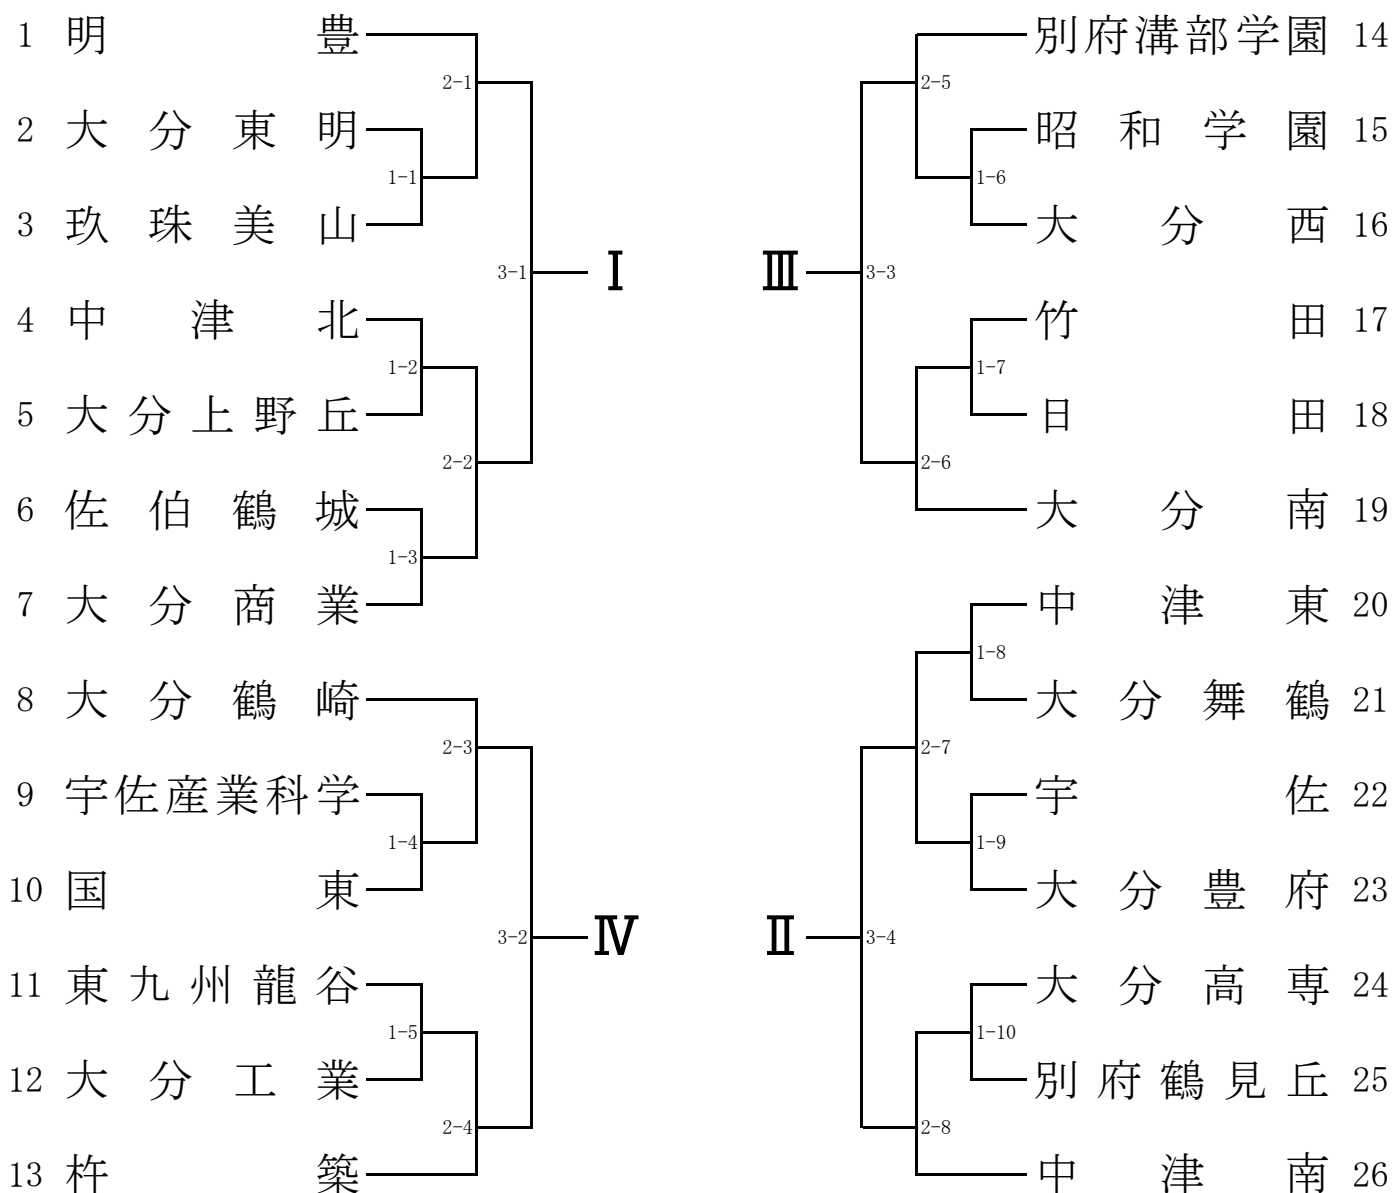 1 明豊
2-1
2 大分東明
1-1
3 玖珠美山
3-1
Ⅰ
4 中津北
1-2
5 大分上野丘
2-2
6 佐伯鶴城
1-3
7 大分商業
8 大分鶴崎
2-3
9 宇佐産業科学
1-4
10 国東
3-2
Ⅳ
11 東九州龍谷
1-5
12 大分工業
2-4
13 杵築
別府溝部学園 14
2-5
昭和学園 15
1-6
大分西 16
Ⅲ
3-3
竹田 17
1-7
日田 18
2-6
大分南 19
中津東 20
1-8
大分舞鶴 21
2-7
宇佐 22
1-9
大分豊府 23
Ⅱ
3-4
大分高専 24
1-10
別府鶴見丘 25
2-8
中津南 26